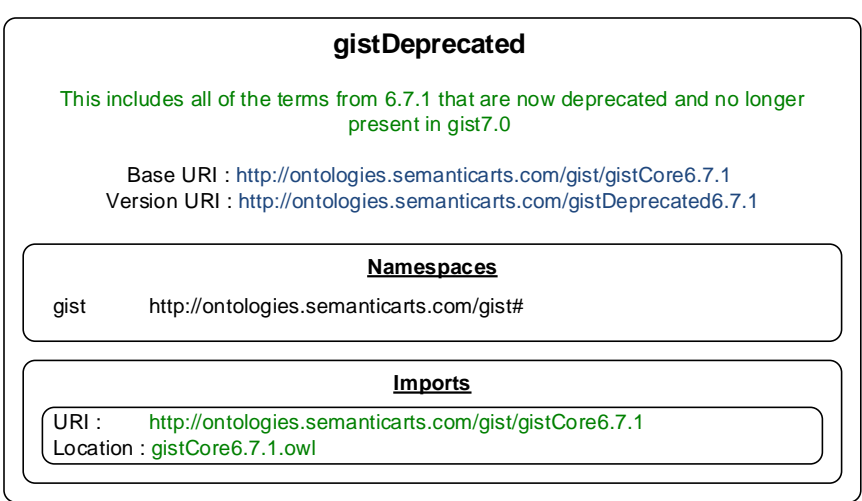 gistDeprecated
This includes all of the terms from 6.7.1 that are now deprecated and no longer
present in gist7.0
Base URI : http://ontologies.semanticarts.com/gist/gistCore6.7.1
Version URI : http://ontologies.semanticarts.com/gistDeprecated6.7.1
Namespaces
gist http://ontologies.semanticarts.com/gist#
Imports
URI : http://ontologies.semanticarts.com/gist/gistCore6.7.1
Location : gistCore6.7.1.owl